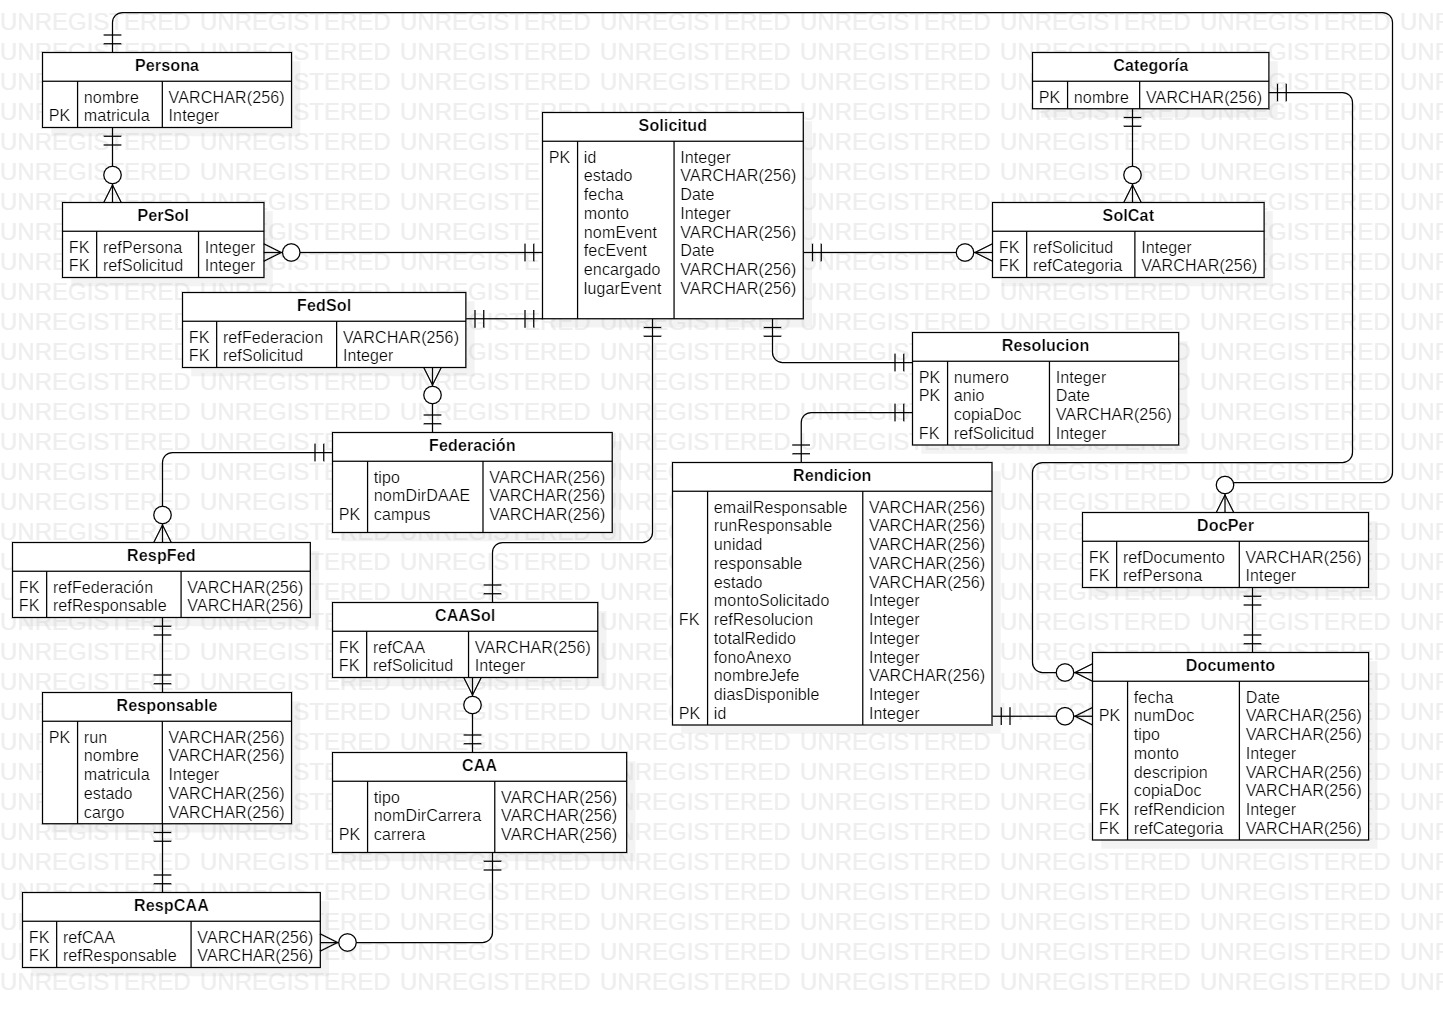 Persona
nombre VARCHAR(256)
PK matricula Integer
PerSol
FK refPersona Integer
FK refSolicitud Integer
Solicitud
PK id Integer
estado VARCHAR(256)
fecha Date
monto Integer
nomEvent VARCHAR(256)
fecEvent Date
encargado VARCHAR(256)
lugarEvent VARCHAR(256)
Categoría
PK nombre VARCHAR(256)
SolCat
FK refSolicitud Integer
FK refCategoria VARCHAR(256)
FedSol
FK refFederacion VARCHAR(256)
FK refSolicitud Integer
Resolucion
PK numero Integer
PK anio Date
copiaDoc VARCHAR(256)
FK refSolicitud Integer
Federación
tipo VARCHAR(256)
nomDirDAAE VARCHAR(256)
PK campus VARCHAR(256)
Rendicion
emailResponsable VARCHAR(256)
runResponsable VARCHAR(256)
unidad VARCHAR(256)
responsable VARCHAR(256)
estado VARCHAR(256)
montoSolicitado Integer
FK refResolucion Integer
totalRedido Integer
fonoAnexo Integer
nombreJefe VARCHAR(256)
diasDisponible Integer
PK id Integer
DocPer
FK refDocumento VARCHAR(256)
FK refPersona Integer
RespFed
FK refFederación VARCHAR(256)
FK refResponsable VARCHAR(256)
CAASol
FK refCAA VARCHAR(256)
FK refSolicitud Integer
Documento
fecha Date
PK numDoc VARCHAR(256)
tipo VARCHAR(256)
monto Integer
descripion VARCHAR(256)
copiaDoc VARCHAR(256)
FK refRendicion Integer
FK refCategoria VARCHAR(256)
Responsable
PK run VARCHAR(256)
nombre VARCHAR(256)
matricula Integer
estado VARCHAR(256)
cargo VARCHAR(256)
CAA
tipo VARCHAR(256)
nomDirCarrera VARCHAR(256)
PK carrera VARCHAR(256)
RespCAA
FK refCAA VARCHAR(256)
FK refResponsable VARCHAR(256)
UNREGISTERED